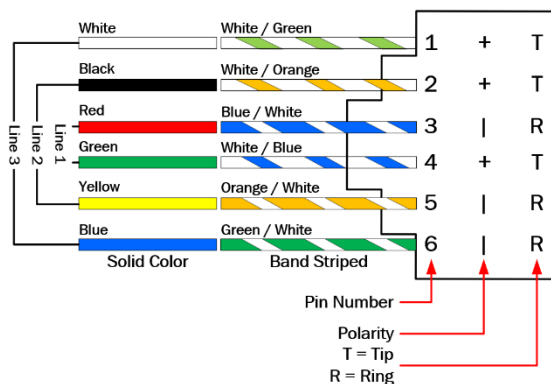 White White / Green 1 + T
Black White / Orange 2 + T
Red Blue / White 3 | R
Green White / Blue 4 + T
Yellow Orange / White 5 | R
Blue Green / White 6 | R
Line 3
Line 2
Line 1
Solid Color Band Striped
Pin Number
Polarity
T = Tip
R = Ring